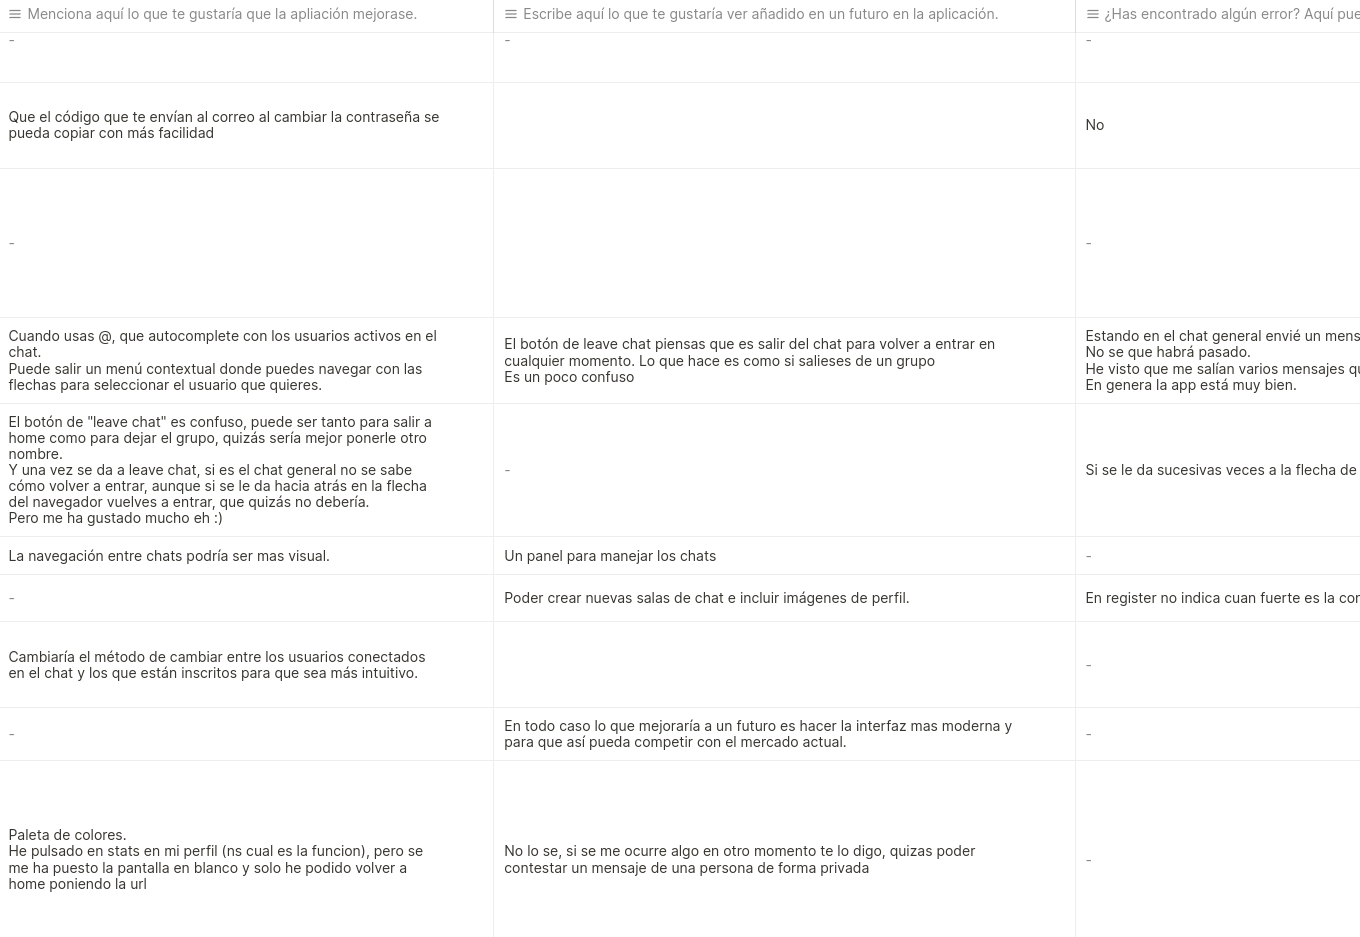 Menciona aquí lo que te gustaría que la apliación mejorase.
Escribe aquí lo que te gustaría ver añadido en un futuro en la aplicación.
¿Has encontrado algún error? Aquí
-
-
-
Que el código que te envían al correo al cambiar la contraseña se
pueda copiar con más facilidad
No
-
-
Cuando usas @, que autocomplete con los usuarios activos en el
chat.
Puede salir un menú contextual donde puedes navegar con las
flechas para seleccionar el usuario que quieres.
El botón de leave chat piensas que es salir del chat para volver a entrar en
cualquier momento. Lo que hace es como si salieses de un grupo
Es un poco confuso
Estando en el chat general envié un
No se que habrá pasado.
He visto que me salían varios mensajes
En genera la app está muy bien.
El botón de "leave chat" es confuso, puede ser tanto para salir a
home como para dejar el grupo, quizás sería mejor ponerle otro
nombre.
Y una vez se da a leave chat, si es el chat general no se sabe
cómo volver a entrar, aunque si se le da hacia atrás en la flecha
del navegador vuelves a entrar, que quizás no debería.
Pero me ha gustado mucho eh :)
-
Si se le da sucesivas veces a la flecha de
La navegación entre chats podría ser mas visual.
Un panel para manejar los chats
-
-
Poder crear nuevas salas de chat e incluir imágenes de perfil.
En register no indica cuan fuerte es la
Cambiaría el método de cambiar entre los usuarios conectados
en el chat y los que están inscritos para que sea más intuitivo.
-
-
En todo caso lo que mejoraría a un futuro es hacer la interfaz mas moderna y
para que así pueda competir con el mercado actual.
-
Paleta de colores.
He pulsado en stats en mi perfil (ns cual es la funcion), pero se
me ha puesto la pantalla en blanco y solo he podido volver a
home poniendo la url
No lo se, si se me ocurre algo en otro momento te lo digo, quizas poder
contestar un mensaje de una persona de forma privada
-